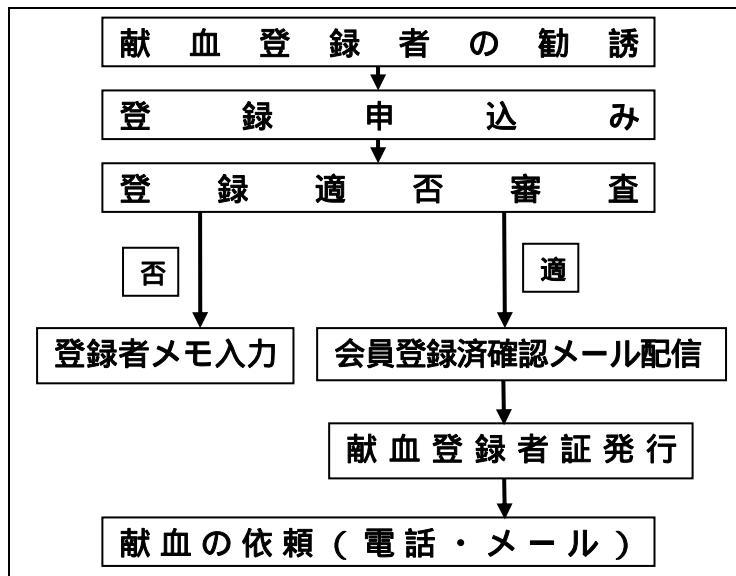 献血登録者の勧誘
登録申込み
登録適否審査
否
適
登録者メモ入力
会員登録済確認メール配信
献血登録者証発行
献血の依頼(電話・メール)